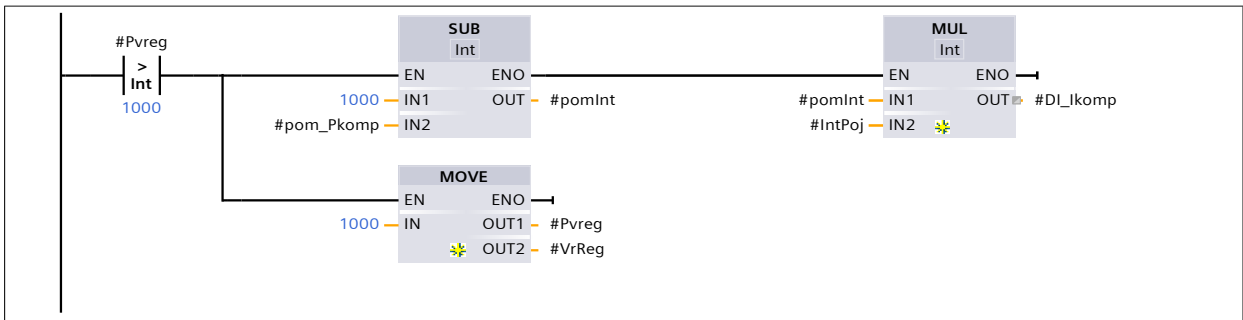 #Pvreg
>
Int
1000
SUB
Int
EN ENO
1000 IN1 OUT #pomInt
#pom_Pkomp IN2
MUL
Int
EN ENO
#pomInt IN1 OUT #DI_Ikomp
#IntPoj IN2
MOVE
EN ENO
1000 IN OUT1 #Pvreg
OUT2 #VrReg